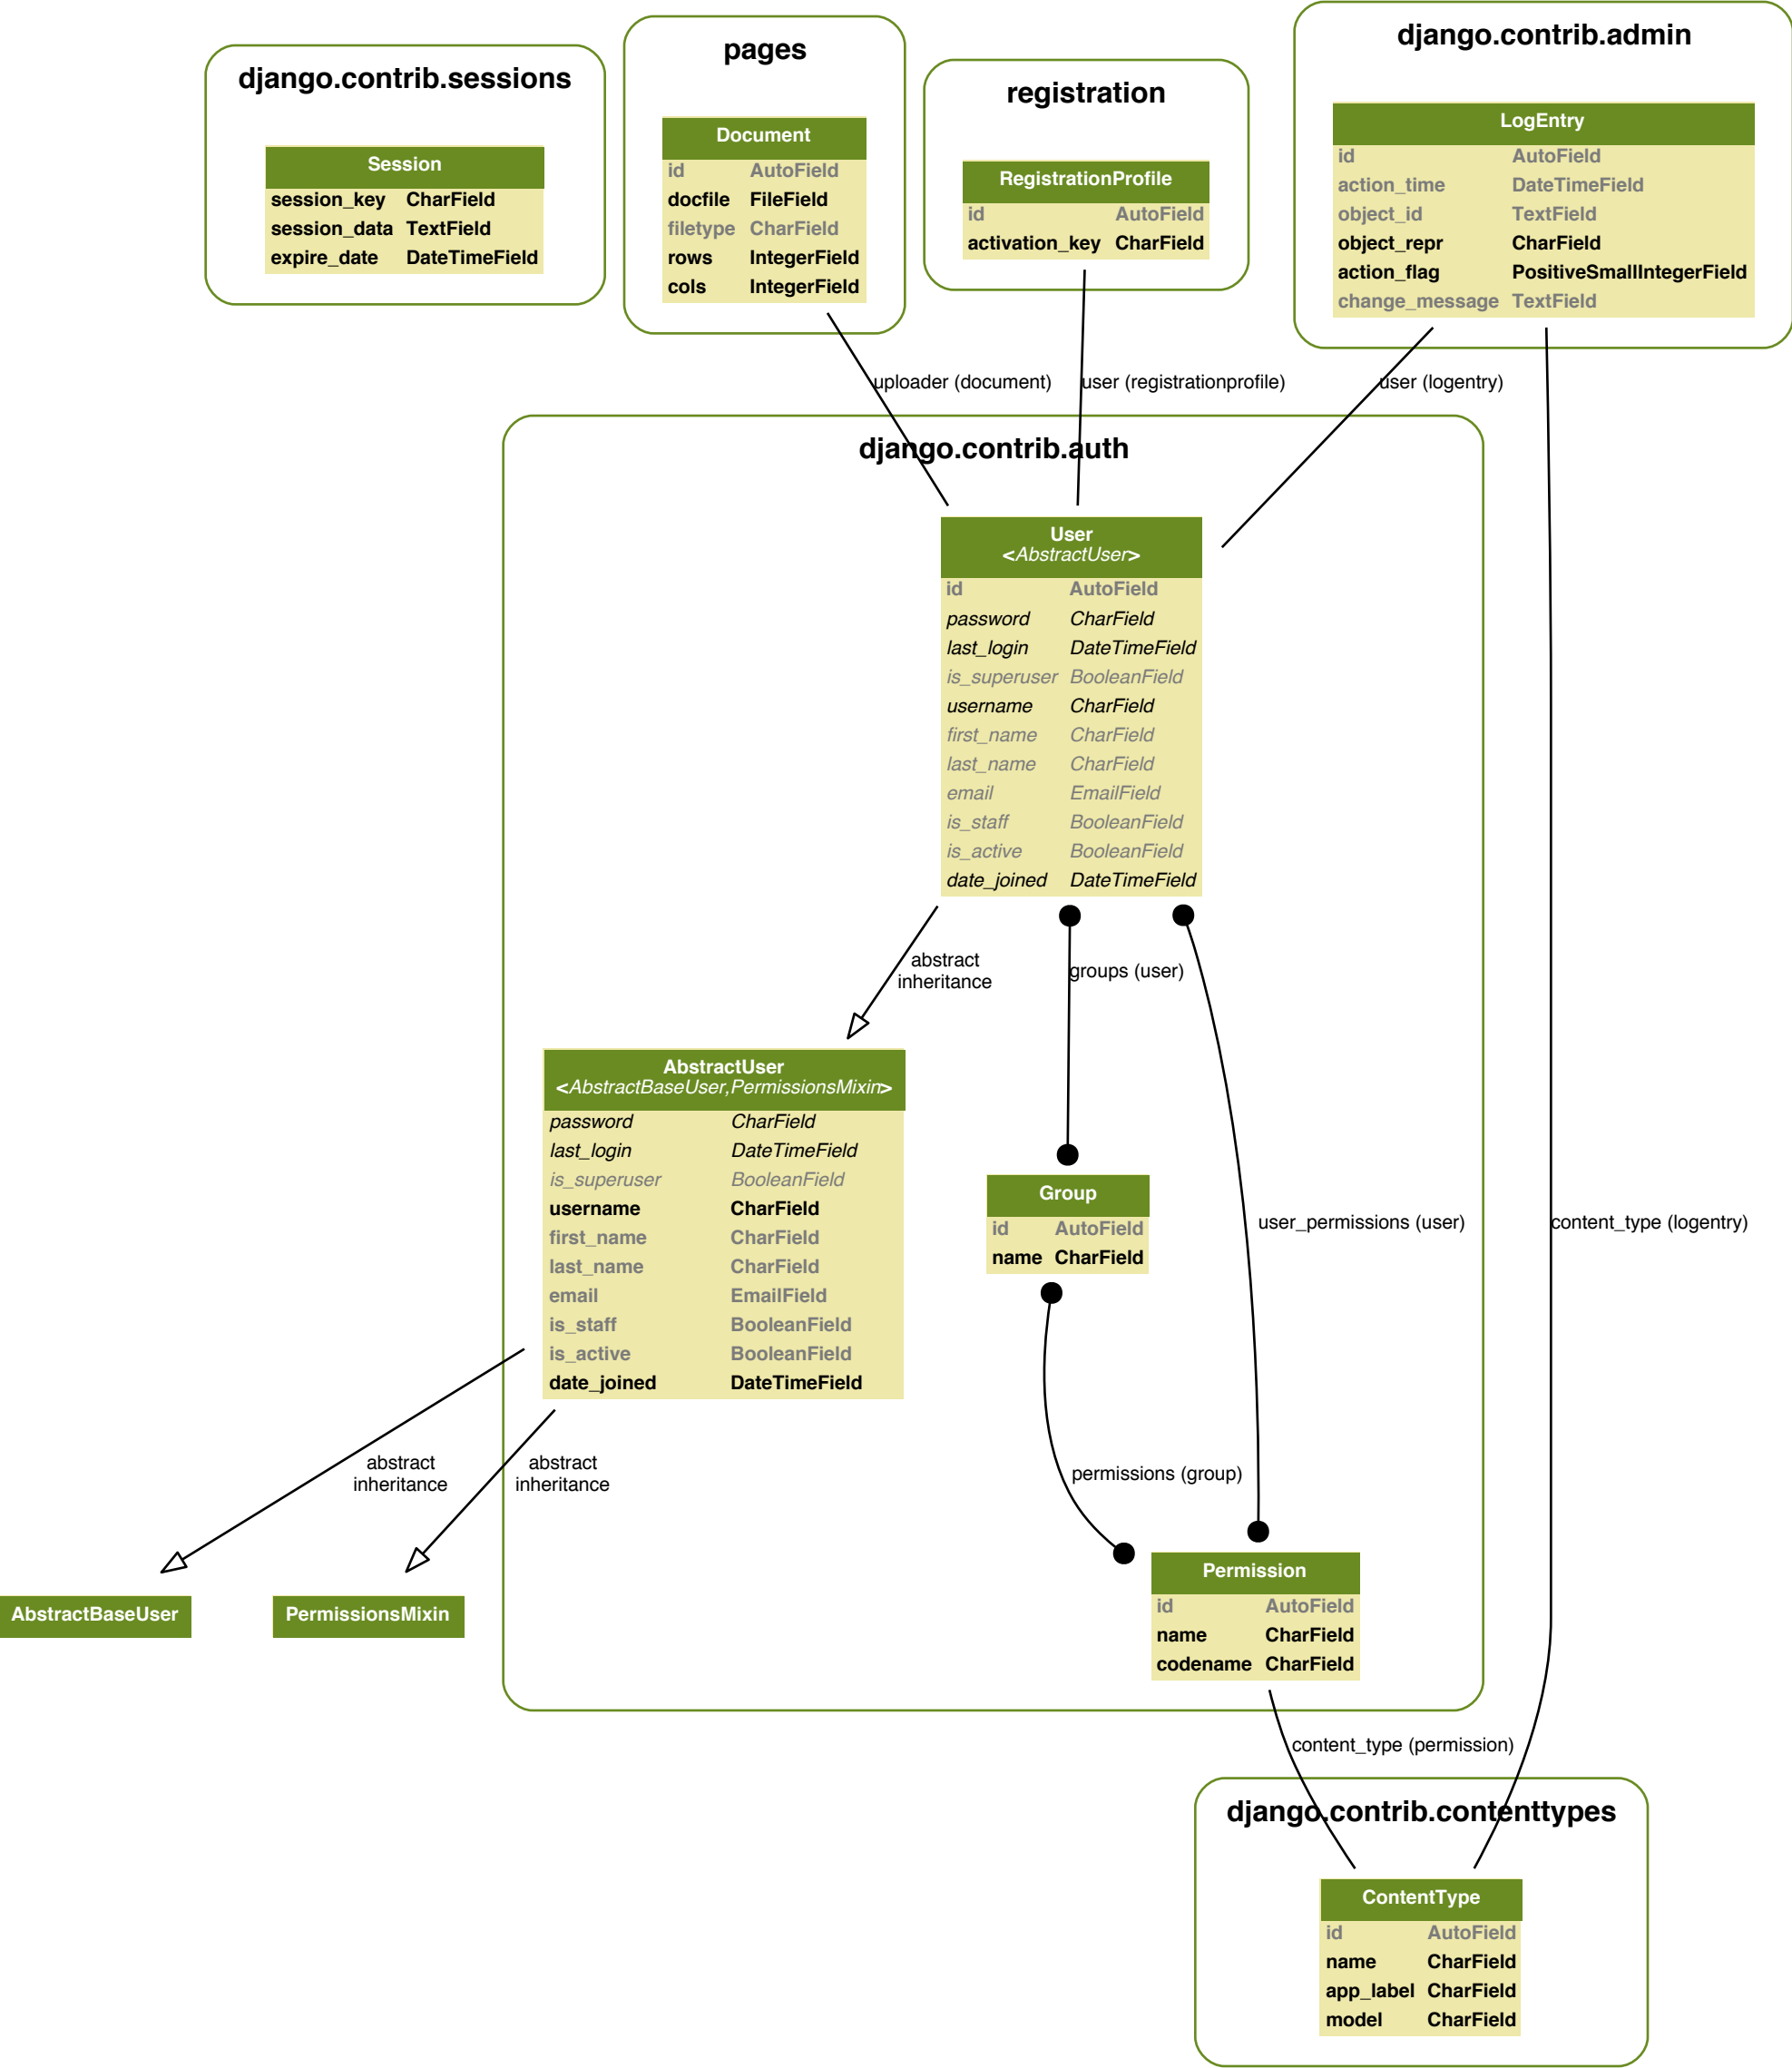 django.contrib.sessions
Session
session_key CharField
session_data TextField
expire_date DateTimeField
pages
Document
id AutoField
docfile FileField
filetype CharField
rows IntegerField
cols IntegerField
registration
RegistrationProfile
id AutoField
activation_key CharField
django.contrib.admin
LogEntry
id AutoField
action_time DateTimeField
object_id TextField
object_repr CharField
action_flag PositiveSmallIntegerField
change_message TextField
uploader (document)
user (registrationprofile)
user (logentry)
django.contrib.auth
User
<AbstractUser>
id AutoField
password CharField
last_login DateTimeField
is_superuser BooleanField
username CharField
first_name CharField
last_name CharField
email EmailField
is_staff BooleanField
is_active BooleanField
date_joined DateTimeField
abstract
inheritance
groups (user)
AbstractUser
<AbstractBaseUser,PermissionsMixin>
password CharField
last_login DateTimeField
is_superuser BooleanField
username CharField
first_name CharField
last_name CharField
email EmailField
is_staff BooleanField
is_active BooleanField
date_joined DateTimeField
Group
id AutoField
name CharField
user_permissions (user)
content_type (logentry)
abstract
inheritance
abstract
inheritance
permissions (group)
AbstractBaseUser
PermissionsMixin
Permission
id AutoField
name CharField
codename CharField
content_type (permission)
django.contrib.contenttypes
ContentType
id AutoField
name CharField
app_label CharField
model CharField